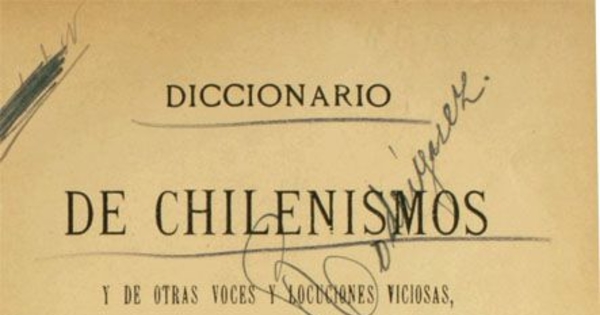 DICCIONARIO
DE CHILENISMOS
Y DE OTRAS VOCES Y LOCUCIONES VICIOSAS,